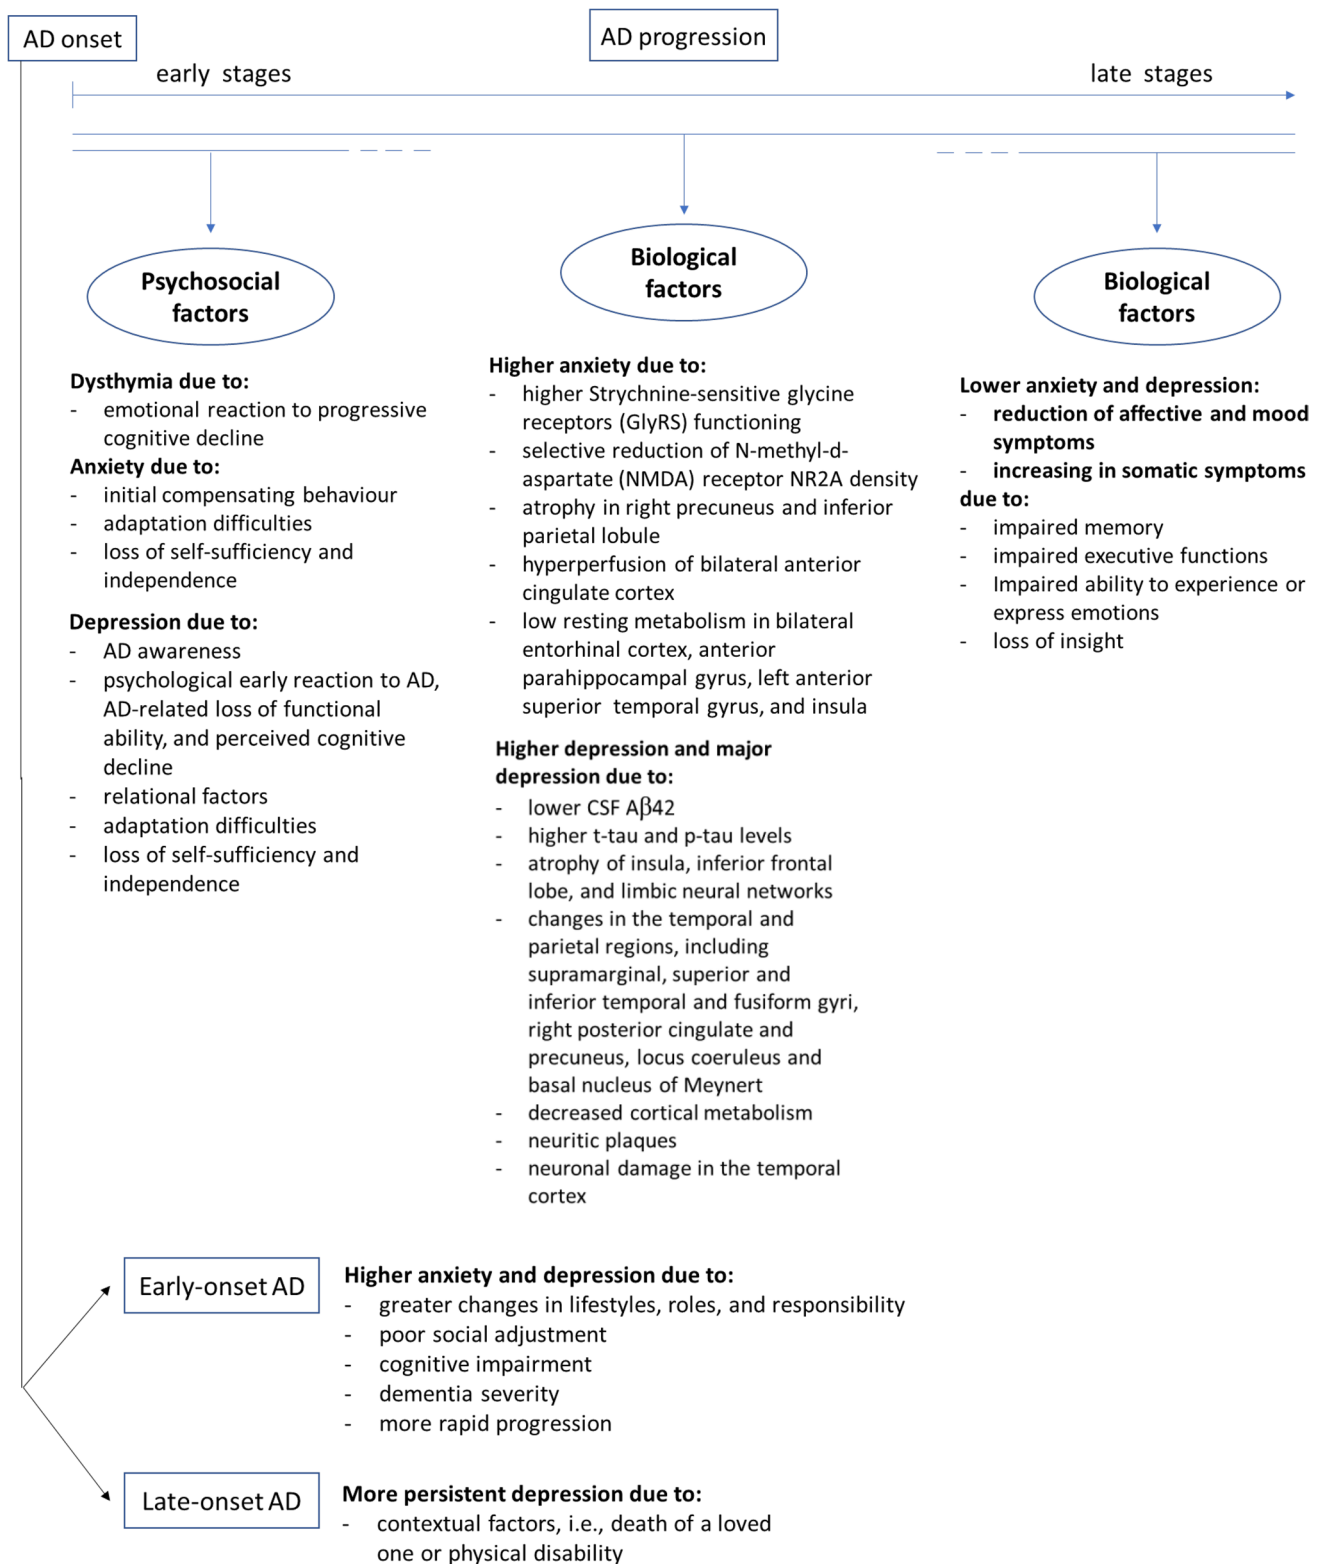 AD onset
AD progression
early stages
late stages
Psychosocial
factors
Biological
factors
Biological
factors
Dysthymia due to:
- emotional reaction to progressive
cognitive decline
Anxiety due to:
- initial compensating behaviour
- adaptation difficulties
- loss of self-sufficiency and
independence
Depression due to:
- AD awareness
- psychological early reaction to AD,
AD-related loss of functional
ability, and perceived cognitive
decline
- relational factors
- adaptation difficulties
- loss of self-sufficiency and
independence
Higher anxiety due to:
- higher Strychnine-sensitive glycine
receptors (GlyRS) functioning
- selective reduction of N-methyl-d-
aspartate (NMDA) receptor NR2A density
- atrophy in right precuneus and inferior
parietal lobule
- hyperperfusion of bilateral anterior
cingulate cortex
- low resting metabolism in bilateral
entorhinal cortex, anterior
parahippocampal gyrus, left anterior
superior temporal gyrus, and insula
Higher depression and major
depression due to:
- lower CSF Aβ42
- higher t-tau and p-tau levels
- atrophy of insula, inferior frontal
lobe, and limbic neural networks
- changes in the temporal and
parietal regions, including
supramarginal, superior and
inferior temporal and fusiform gyri,
right posterior cingulate and
precuneus, locus coeruleus and
basal nucleus of Meynert
- decreased cortical metabolism
- neuritic plaques
- neuronal damage in the temporal
cortex
Lower anxiety and depression:
- reduction of affective and mood
symptoms
- increasing in somatic symptoms
due to:
- impaired memory
- impaired executive functions
- Impaired ability to experience or
express emotions
- loss of insight
Early-onset AD
Higher anxiety and depression due to:
- greater changes in lifestyles, roles, and responsibility
- poor social adjustment
- cognitive impairment
- dementia severity
- more rapid progression
Late-onset AD
More persistent depression due to:
- contextual factors, i.e., death of a loved
one or physical disability